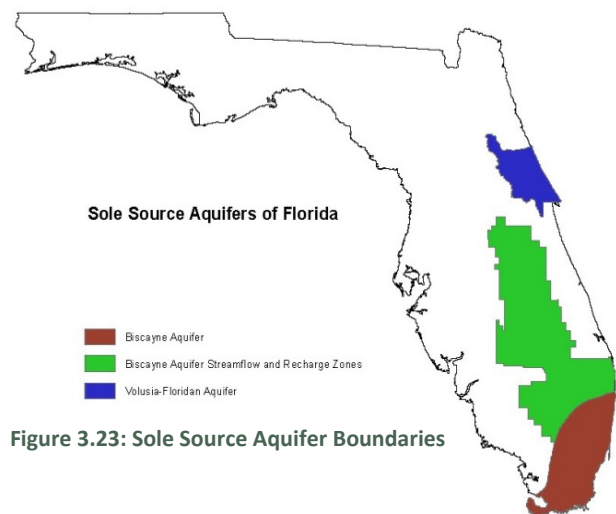 Sole Source Aquifers of Florida
Biscayne Aquifer
Biscayne Aquifer Streamflow and Recharge Zones
Volusia-Floridan Aquifer
Figure 3.23: Sole Source Aquifer Boundaries